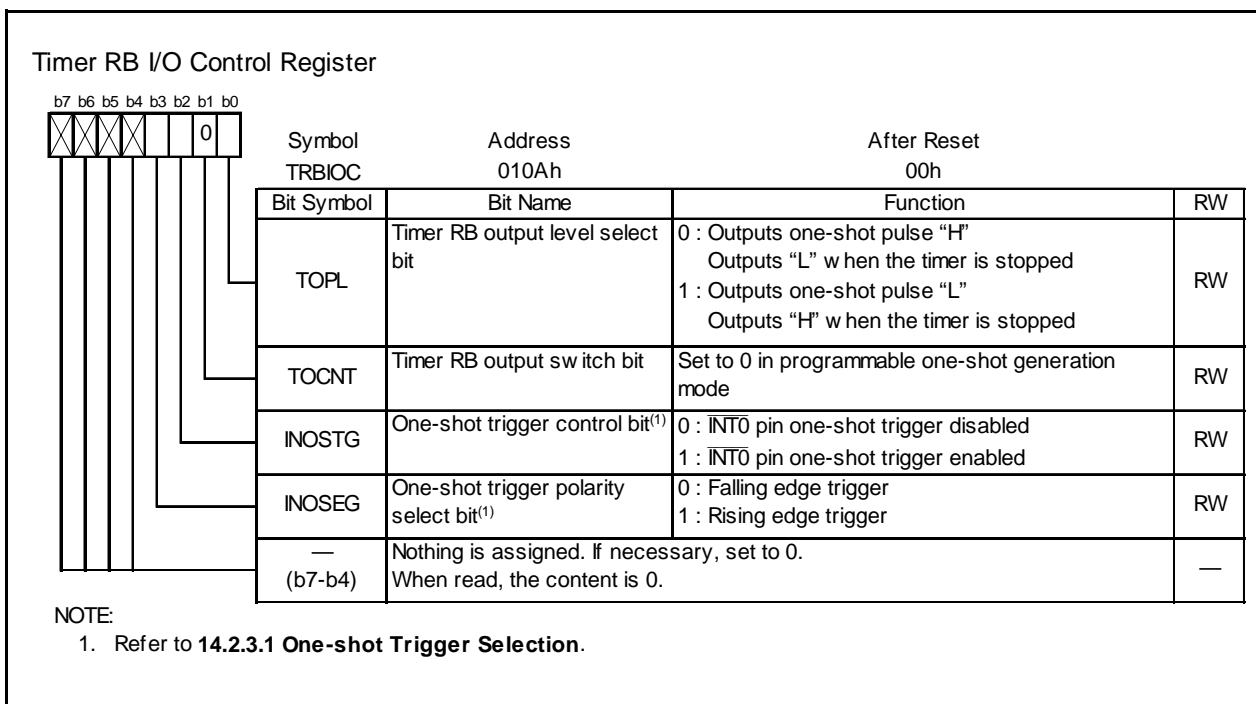 Timer RB I/O Control Register
b7 b6 b5 b4 b3 b2 b1 b0
0
Symbol Address After Reset
TRBIOC 010Ah 00h
Bit Symbol Bit Name Function RW
TOPL
Timer RB output level select
bit
0 : Outputs one-shot pulse “H”
Outputs “L” when the timer is stopped
1 : Outputs one-shot pulse “L”
Outputs “H” when the timer is stopped
RW
TOCNT
Timer RB output switch bit
Set to 0 in programmable one-shot generation
mode
RW
INOSTG
One-shot trigger control bit(1)
0 : INT0 pin one-shot trigger disabled
1 : INT0 pin one-shot trigger enabled
RW
INOSEG
One-shot trigger polarity
select bit(1)
0 : Falling edge trigger
1 : Rising edge trigger
RW
—
(b7-b4)
Nothing is assigned. If necessary, set to 0.
When read, the content is 0.
—
NOTE:
1. Refer to 14.2.3.1 One-shot Trigger Selection.